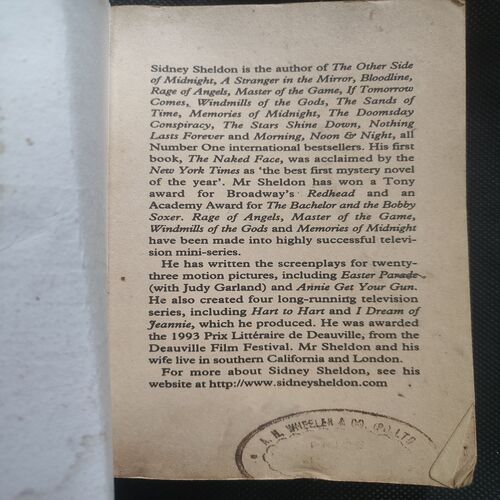 Sidney Sheldon is the author of The Other Side
of Midnight, A Stranger in the Mirror, Bloodline,
Rage of Angels, Master of the Game, If Tomorrow
Comes, Windmills of the Gods, The Sands of
Time, Memories of Midnight, The Doomsday
Conspiracy, The Stars Shine Down, Nothing
Lasts Forever and Morning, Noon & Night, all
Number One international bestsellers. His first
book, The Naked Face, was acclaimed by the
New York Times as ‘the best first mystery novel
of the year’. Mr Sheldon has won a Tony
award for Broadway’s Redhead and an
Academy Award for The Bachelor and the Bobby
Soxer. Rage of Angels, Master of the Game,
Windmills of the Gods and Memories of Midnight
have been made into highly successful televi-
sion mini-series.
He has written the screenplays for twenty-
three motion pictures, including Easter Parade
(with Judy Garland) and Annie Get Your Gun.
He also created four long-running television
series, including Hart to Hart and I Dream of
Jeannie, which he produced. He was awarded
the 1993 Prix Littéraire de Deauville, from the
Deauville Film Festival. Mr Sheldon and his
wife live in southern California and London.
For more about Sidney Sheldon, see his
website at http://www.sidneysheldon.com
A. H. WHEELER & CO. (P) LTD